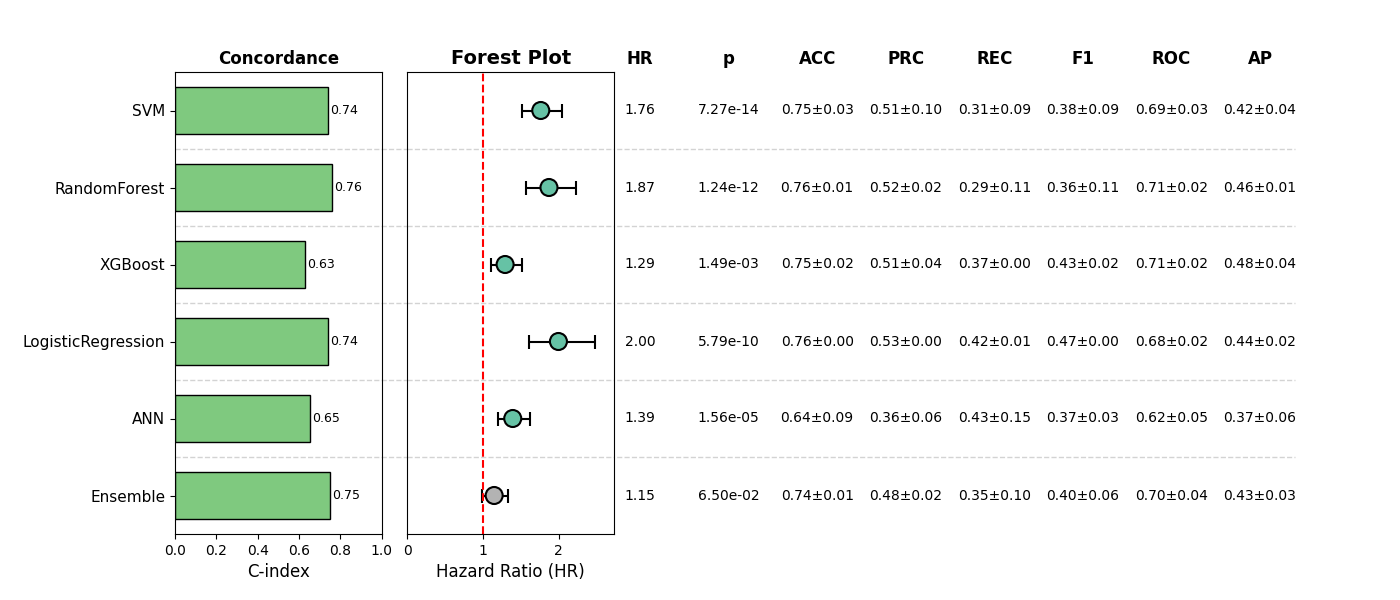 Concordance Forest Plot HR p ACC PRC REC F1 ROC AP
SVM 0.74 1.76 7.27e-14 0.75±0.03 0.51±0.10 0.31±0.09 0.38±0.09 0.69±0.03 0.42±0.04
RandomForest 0.76 1.87 1.24e-12 0.76±0.01 0.52±0.02 0.29±0.11 0.36±0.11 0.71±0.02 0.46±0.01
XGBoost 0.63 1.29 1.49e-03 0.75±0.02 0.51±0.04 0.37±0.00 0.43±0.02 0.71±0.02 0.48±0.04
LogisticRegression 0.74 2.00 5.79e-10 0.76±0.00 0.53±0.00 0.42±0.01 0.47±0.00 0.68±0.02 0.44±0.02
ANN 0.65 1.39 1.56e-05 0.64±0.09 0.36±0.06 0.43±0.15 0.37±0.03 0.62±0.05 0.37±0.06
Ensemble 0.75 1.15 6.50e-02 0.74±0.01 0.48±0.02 0.35±0.10 0.40±0.06 0.70±0.04 0.43±0.03
0.0 0.2 0.4 0.6 0.8 1.0 0 1 2
C-index Hazard Ratio (HR)